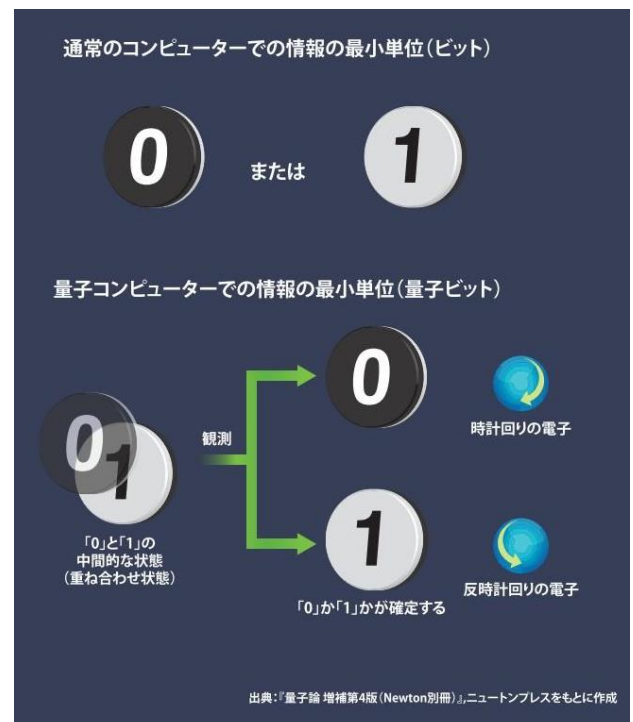 通常のコンピューターでの情報の最小単位(ビット)
0
または
1
量子コンピューターでの情報の最小単位(量子ビット)
0
時計回りの電子
0
1
観測
「0」と「1」の
中間的な状態
(重ね合わせ状態)
1
「0」か「1」かが確定する
反時計回りの電子
出典:『量子論 増補第4版(Newton別冊)』,ニュートンプレスをもとに作成